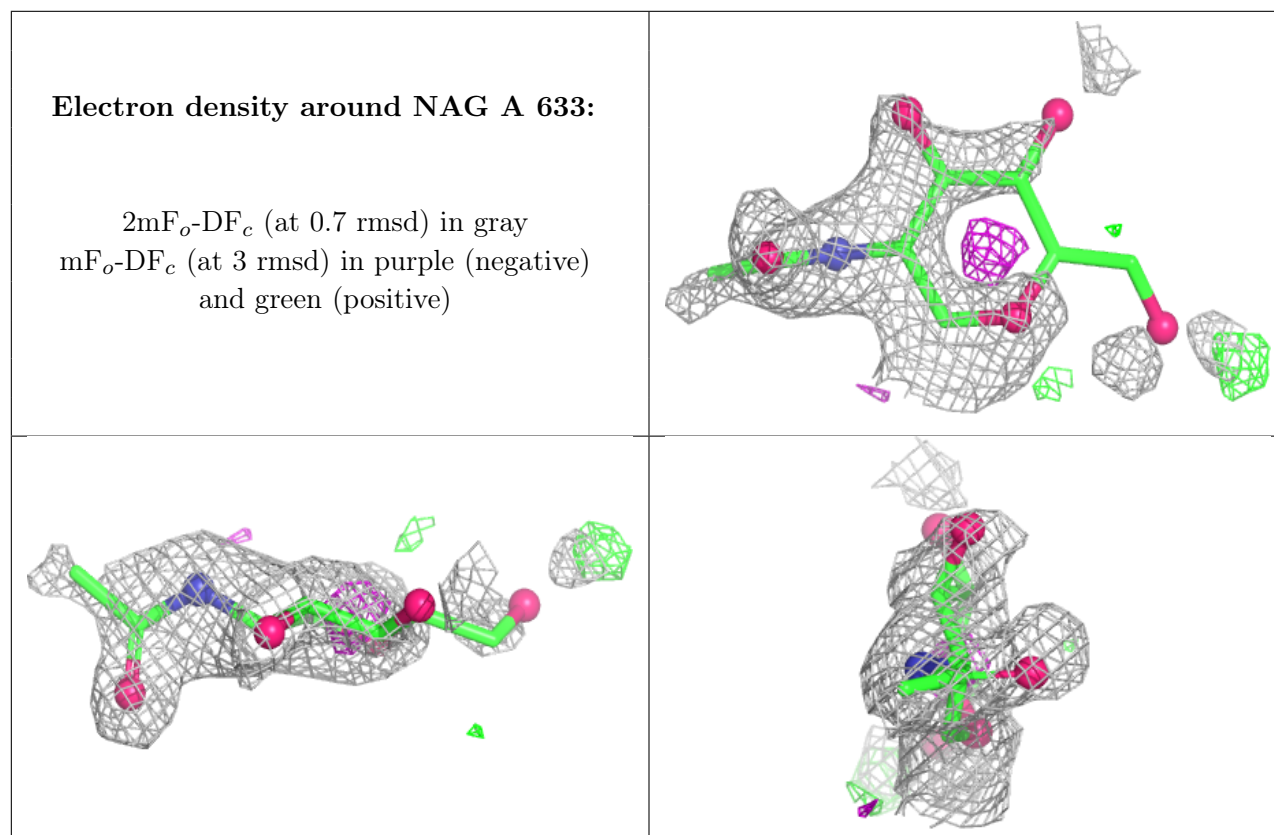 Electron density around NAG A 633:
2mFₒ-DF𝒸 (at 0.7 rmsd) in gray
mFₒ-DF𝒸 (at 3 rmsd) in purple (negative)
and green (positive)